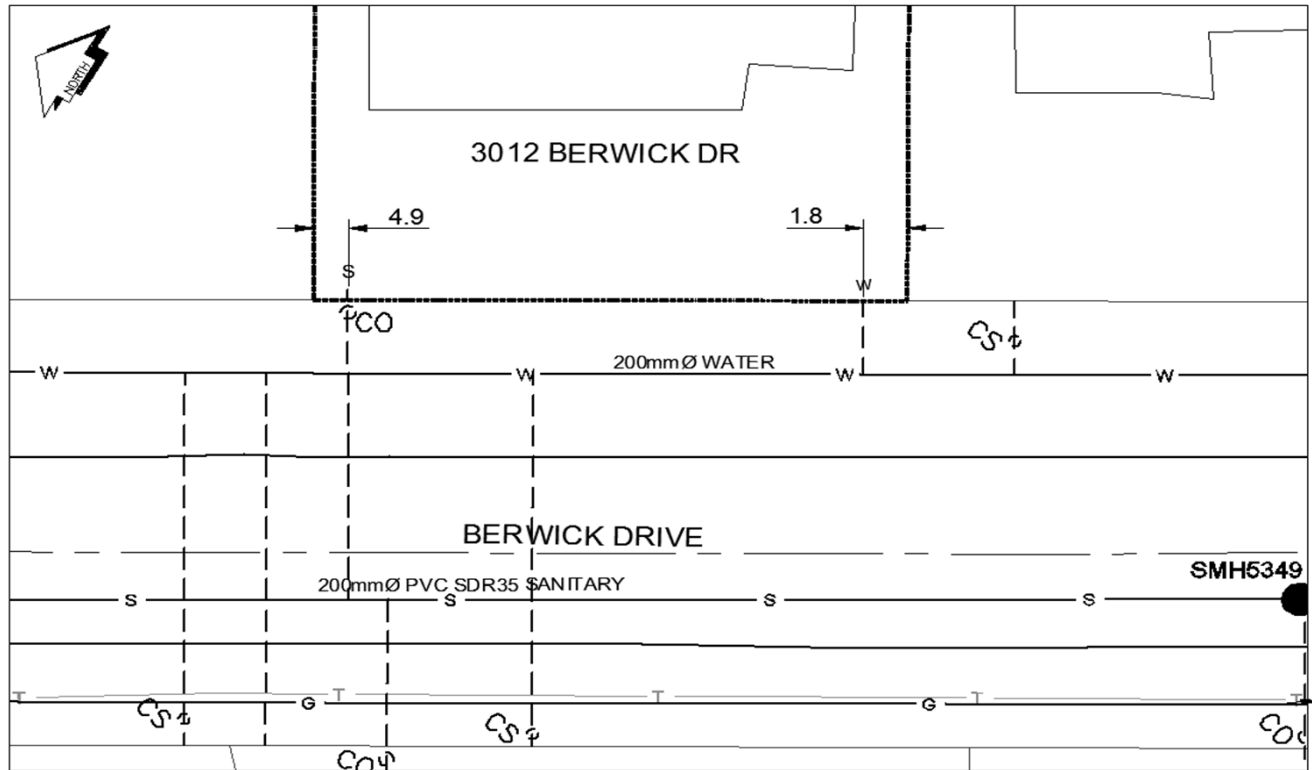 NORTH
3012 BERWICK DR
4.9 1.8
S W
CO CS
200mmØ WATER
W W W W
BERWICK DRIVE
200mmØ PVC SDR35 SANITARY
SMH5349
S S S S
T T T T T
G G
CS CS CO
CO